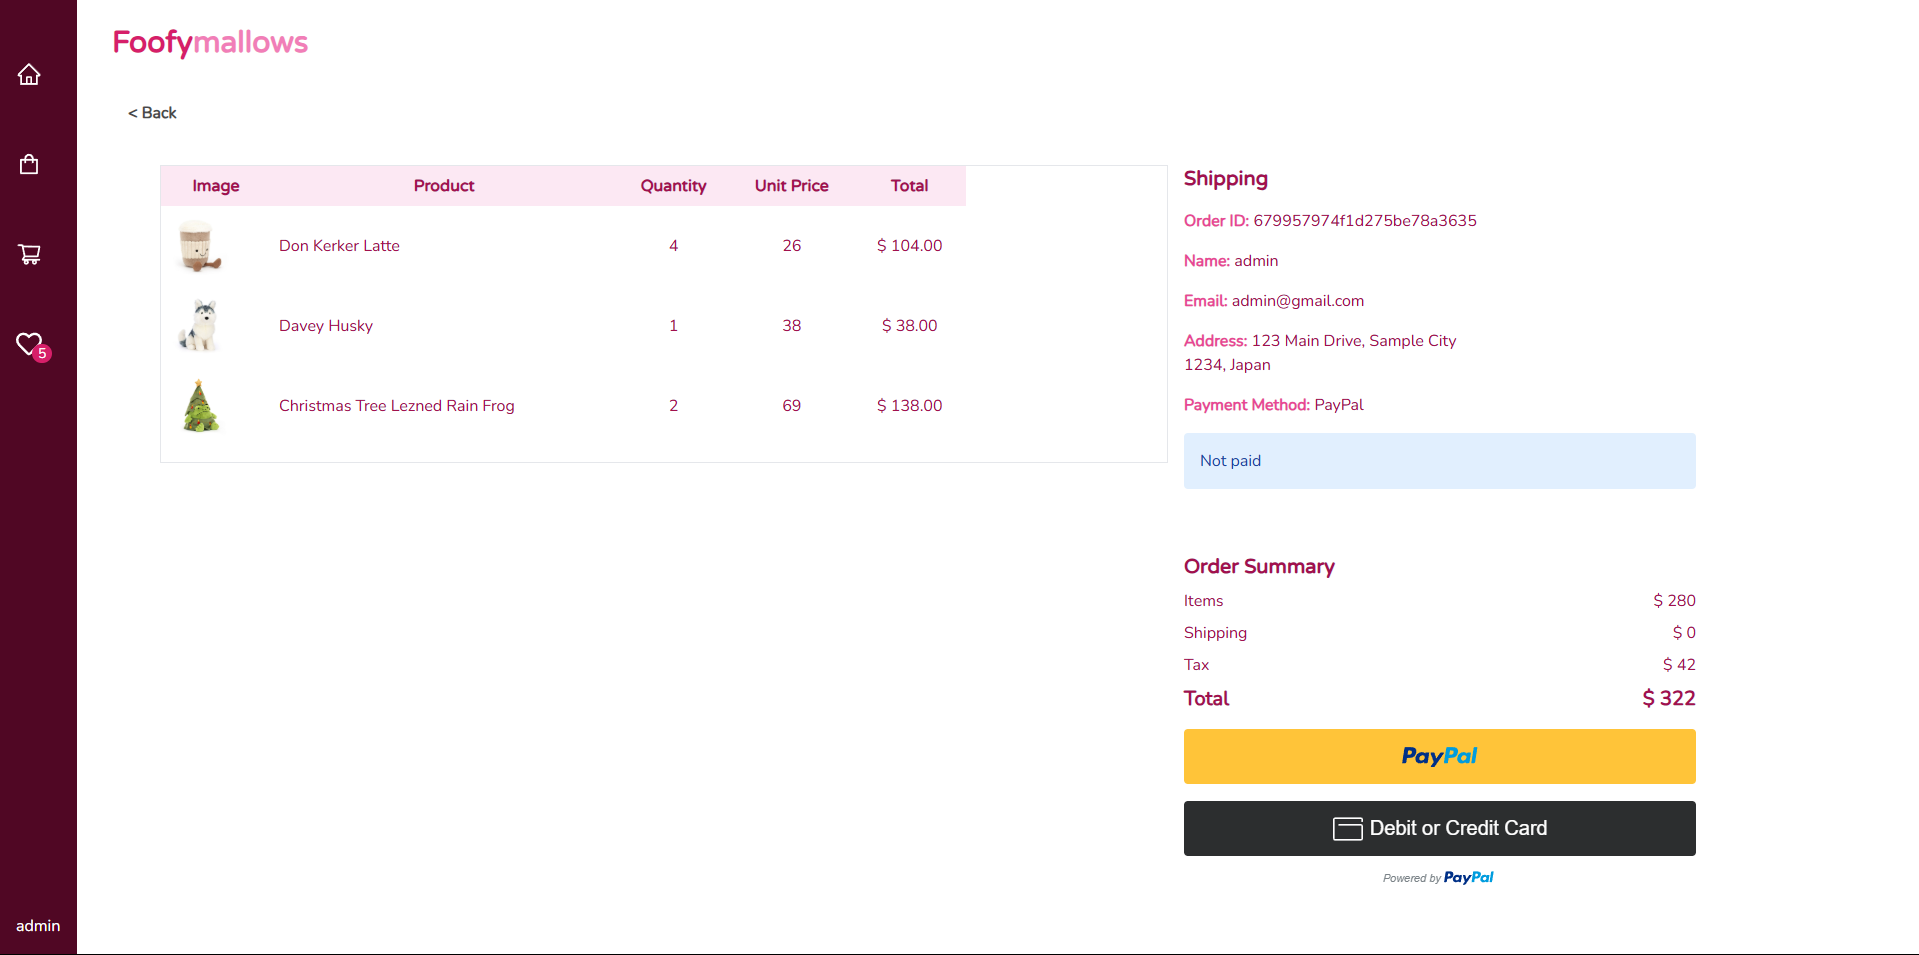 Foofymallows
< Back
Image Product Quantity Unit Price Total
Don Kerker Latte 4 26 $ 104.00
Davey Husky 1 38 $ 38.00
Christmas Tree Lezned Rain Frog 2 69 $ 138.00
5
admin
Shipping
Order ID: 679957974f1d275be78a3635
Name: admin
Email: admin@gmail.com
Address: 123 Main Drive, Sample City
1234, Japan
Payment Method: PayPal
Not paid
Order Summary
Items $ 280
Shipping $ 0
Tax $ 42
Total $ 322
PayPal
Debit or Credit Card
Powered by PayPal